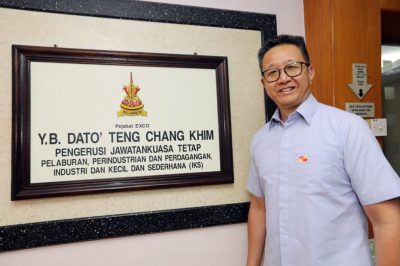 Pejabat EXCO
Y.B. DATO' TENG CHANG KHIM
PENGERUSI JAWATANKUASA TETAP
PELABURAN, PERINDUSTRIAN DAN PERDAGANGAN,
INDUSTRI DAN KECIL DAN SEDERHANA (IKS)